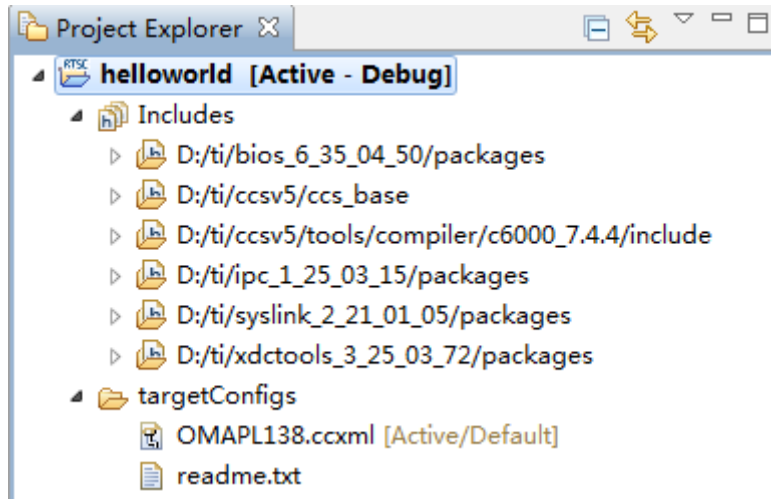 Project Explorer
RTSC
helloworld [Active - Debug]
Includes
D:/ti/bios_6_35_04_50/packages
D:/ti/ccsv5/ccs_base
D:/ti/ccsv5/tools/compiler/c6000_7.4.4/include
D:/ti/ipc_1_25_03_15/packages
D:/ti/syslink_2_21_01_05/packages
D:/ti/xdctools_3_25_03_72/packages
targetConfigs
OMAPL138.ccxml [Active/Default]
readme.txt